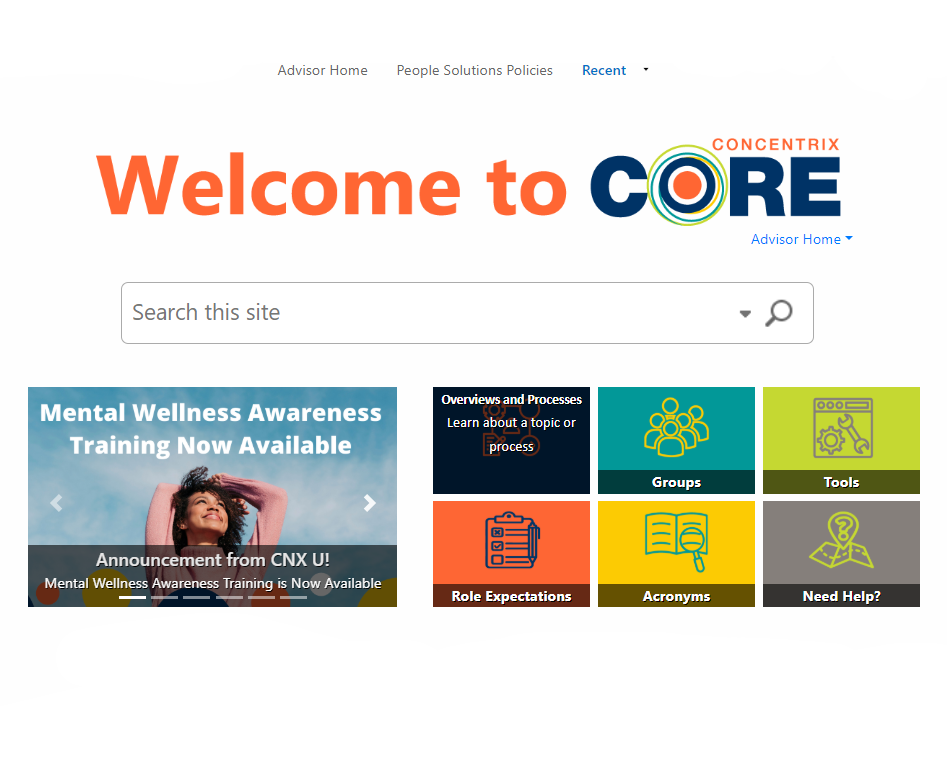 Advisor Home People Solutions Policies Recent
CONCENTRIX
Welcome to CORE
Advisor Home
Search this site
Mental Wellness Awareness
Training Now Available
Announcement from CNX U!
Mental Wellness Awareness Training is Now Available
Overviews and Processes
Learn about a topic or
process
Groups
Tools
Role Expectations
Acronyms
Need Help?